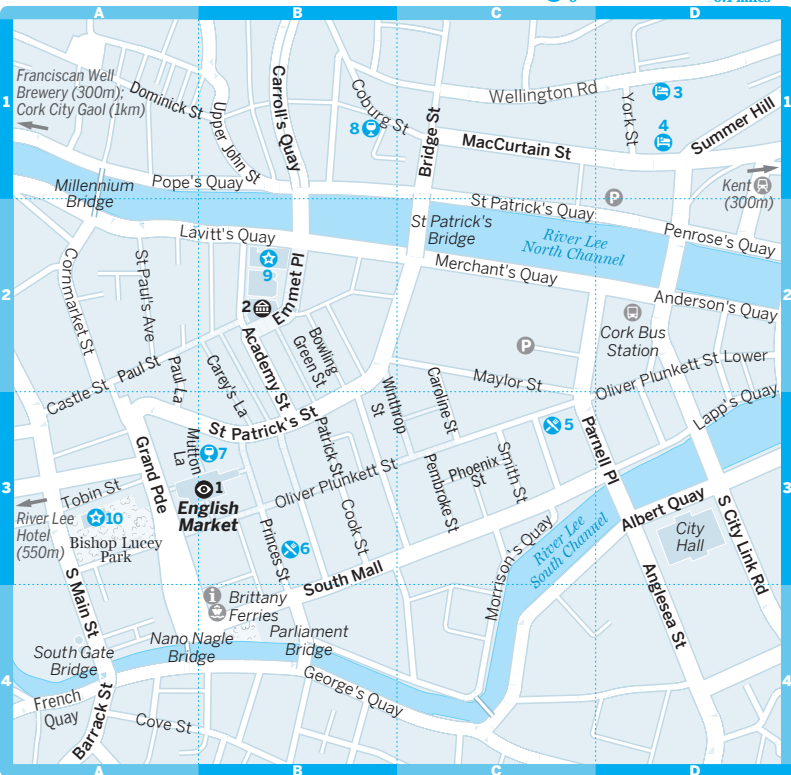 A
B
C
D
1
2
3
4
1
2
3
4
A
B
C
D
Franciscan Well
Brewery (300m);
Cork City Gaol (1km)
Dominick St
Upper John St
Carroll's Quay
Coburg St
8
Bridge St
Wellington Rd
York St
3
4
MacCurtain St
Summer Hill
Kent
(300m)
Millennium
Bridge
Pope's Quay
P
St Patrick's Quay
St Patrick's
Bridge
River Lee
North Channel
Penrose's Quay
Lavitt's Quay
9
Emmet Pl
Merchant's Quay
Anderson's Quay
Cornmarket St
St Paul's Ave
2
Academy St
Bowling
Green St
Cork Bus
Station
P
Castle St
Paul St
Paul La
Carey's La
Maylor St
Oliver Plunkett St Lower
Lapp's Quay
St Patrick's St
Winthrop
St
Caroline St
5
Parnell Pl
Grand Pde
Mutton
La
7
Patrick St
Oliver Plunkett St
Pembroke St
Phoenix
St
Smith St
Tobin St
1
English
Market
River Lee
Hotel
(550m)
10
Bishop Lucey
Park
Princes St
6
Cook St
South Mall
Morrison's Quay
River Lee
South Channel
Albert Quay
City
Hall
S City Link Rd
Anglesea St
S Main St
i
Brittany
Ferries
South Gate
Bridge
Nano Nagle
Bridge
Parliament
Bridge
George's Quay
French
Quay
Barrack St
Cove St